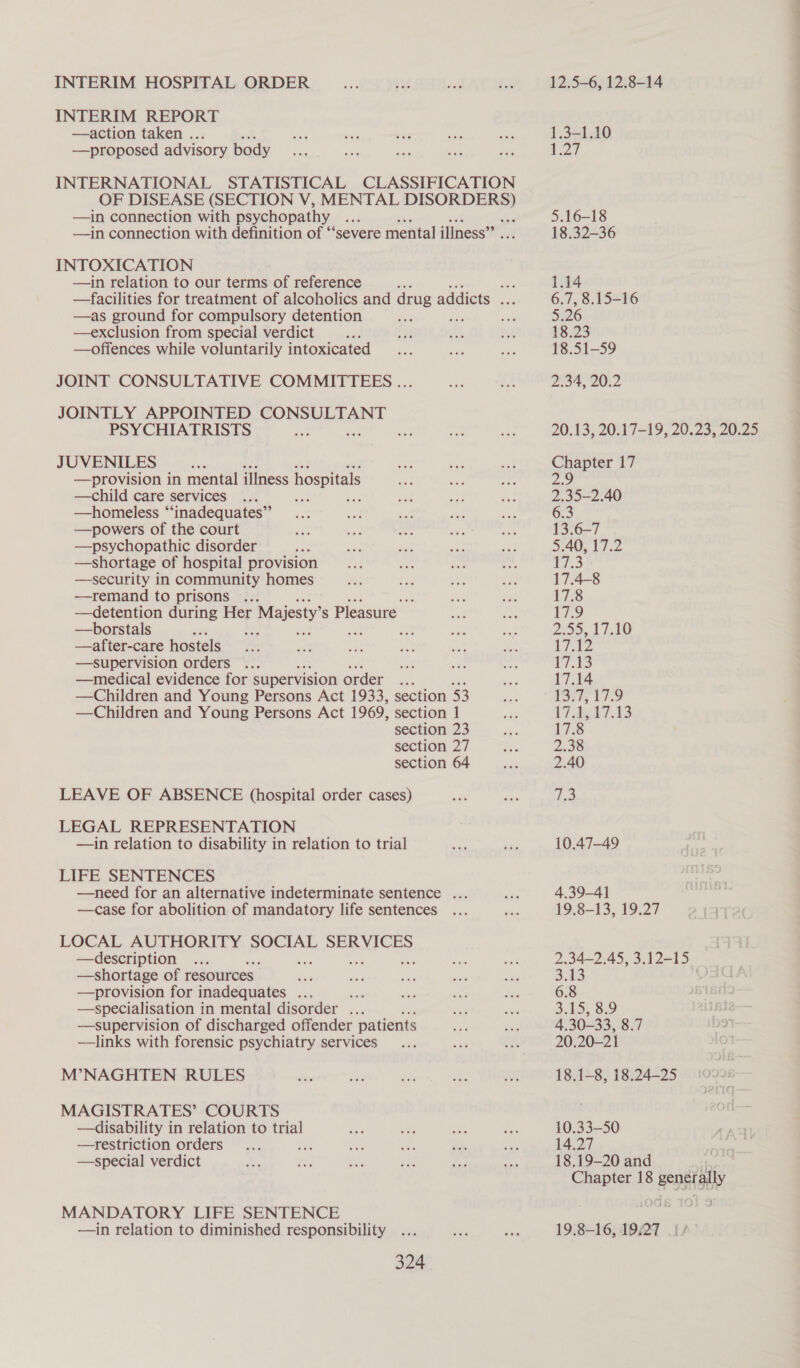 INTERIM HOSPITAL ORDER ... ... ... ... 12.5–6, 12.8–14
INTERIM REPORT
—action taken ... ... ... ... ... ... ... 1.3–1.10
—proposed advisory body ... ... ... ... ... 1.27
INTERNATIONAL STATISTICAL CLASSIFICATION
OF DISEASE (SECTION V, MENTAL DISORDERS)
—in connection with psychopathy ... ... ... ... 5.16–18
—in connection with definition of “severe mental illness” ... 18.32–36
INTOXICATION
—in relation to our terms of reference ... ... ... 1.14
—facilities for treatment of alcoholics and drug addicts ... 6.7, 8.15–16
—as ground for compulsory detention ... ... ... 5.26
—exclusion from special verdict ... ... ... ... 18.23
—offences while voluntarily intoxicated ... ... ... 18.51–59
JOINT CONSULTATIVE COMMITTEES ... ... ... 2.34, 20.2
JOINTLY APPOINTED CONSULTANT
PSYCHIATRISTS ... ... ... ... ... 20.13, 20.17–19, 20.23, 20.25
JUVENILES ... ... ... ... ... ... ... Chapter 17
—provision in mental illness hospitals ... ... ... 2.9
—child care services ... ... ... ... ... ... 2.35–2.40
—homeless “inadequates” ... ... ... ... ... 6.3
—powers of the court ... ... ... ... ... 13.6–7
—psychopathic disorder ... ... ... ... ... 5.40, 17.2
—shortage of hospital provision ... ... ... ... 17.3
—security in community homes ... ... ... ... 17.4–8
—remand to prisons ... ... ... ... ... ... 17.8
—detention during Her Majesty’s Pleasure ... ... 17.9
—borstals ... ... ... ... ... ... ... 2.55, 17.10
—after-care hostels ... ... ... ... ... ... 17.12
—supervision orders ... ... ... ... ... ... 17.13
—medical evidence for supervision order ... ... ... 17.14
—Children and Young Persons Act 1933, section 53 ... 13.7, 17.9
—Children and Young Persons Act 1969, section 1 ... 17.1, 17.13
section 23 ... 17.8
section 27 ... 2.38
section 64 ... 2.40
LEAVE OF ABSENCE (hospital order cases) ... ... 7.3
LEGAL REPRESENTATION
—in relation to disability in relation to trial ... ... 10.47–49
LIFE SENTENCES
—need for an alternative indeterminate sentence ... ... 4.39–41
—case for abolition of mandatory life sentences ... ... 19.8–13, 19.27
LOCAL AUTHORITY SOCIAL SERVICES
—description ... ... ... ... ... ... ... 2.34–2.45, 3.12–15
—shortage of resources ... ... ... ... ... 3.13
—provision for inadequates ... ... ... ... ... 6.8
—specialisation in mental disorder ... ... ... ... 3.15, 8.9
—supervision of discharged offender patients ... ... 4.30–33, 8.7
—links with forensic psychiatry services ... ... ... 20.20–21
M’NAGHTEN RULES ... ... ... ... ... 18.1–8, 18.24–25
MAGISTRATES’ COURTS
—disability in relation to trial ... ... ... ... 10.33–50
—restriction orders ... ... ... ... ... ... 14.27
—special verdict ... ... ... ... ... ... 18.19–20 and
Chapter 18 generally
MANDATORY LIFE SENTENCE
—in relation to diminished responsibility ... ... ... 19.8–16, 19.27
324